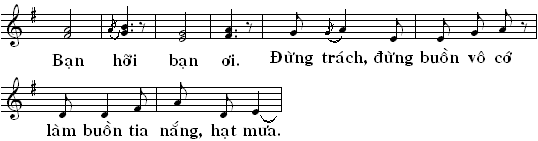 Bạn hỡi bạn ơi. Đừng trách, đừng buồn vô cớ
làm buồn tia nắng, hạt mưa.